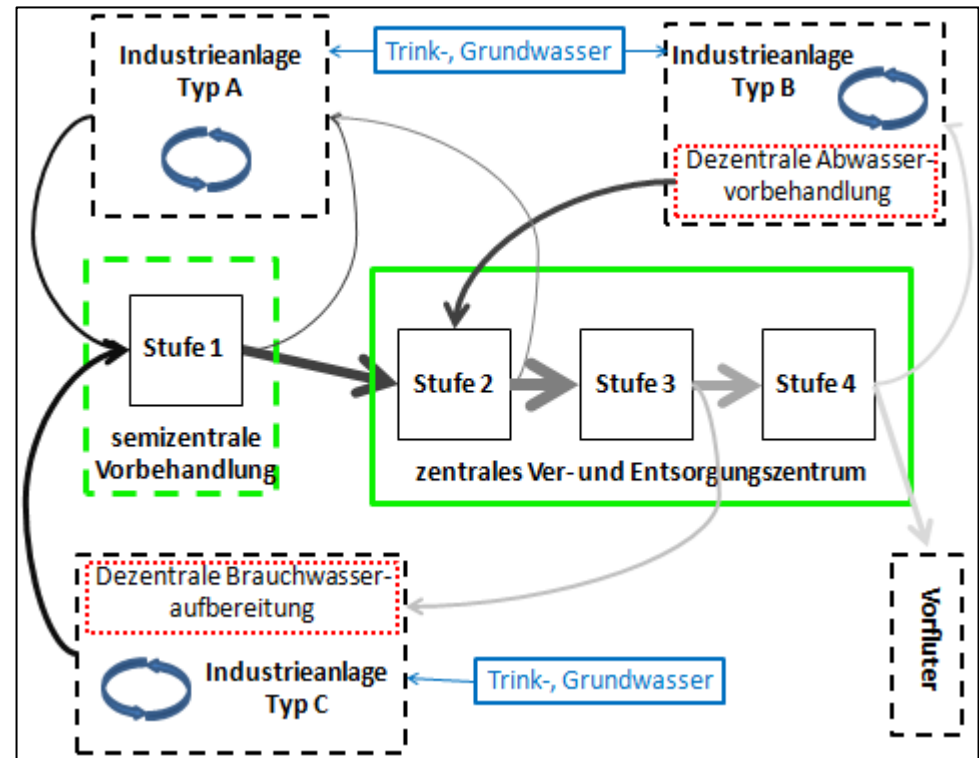 Industrieanlage
Typ A
Trink-, Grundwasser
Industrieanlage
Typ B
Dezentrale Abwasser-
vorbehandlung
Stufe 1
semizentrale
Vorbehandlung
Stufe 2
Stufe 3
Stufe 4
zentrales Ver- und Entsorgungszentrum
Dezentrale Brauchwasser-
aufbereitung
Industrieanlage
Typ C
Trink-, Grundwasser
Vorfluter